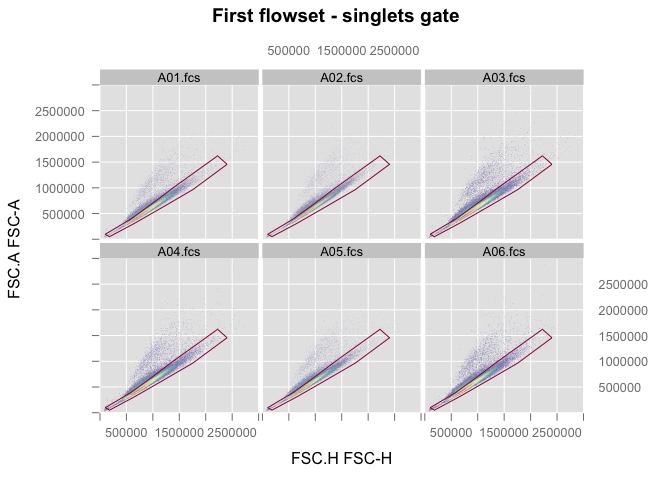 First flowset - singlets gate
500000 1500000 2500000
A01.fcs A02.fcs A03.fcs
2500000
2000000
1500000
1000000
500000
FSC.A FSC-A
A04.fcs A05.fcs A06.fcs
2500000
2000000
1500000
1000000
500000
500000 1500000 2500000 500000 1500000 2500000
FSC.H FSC-H